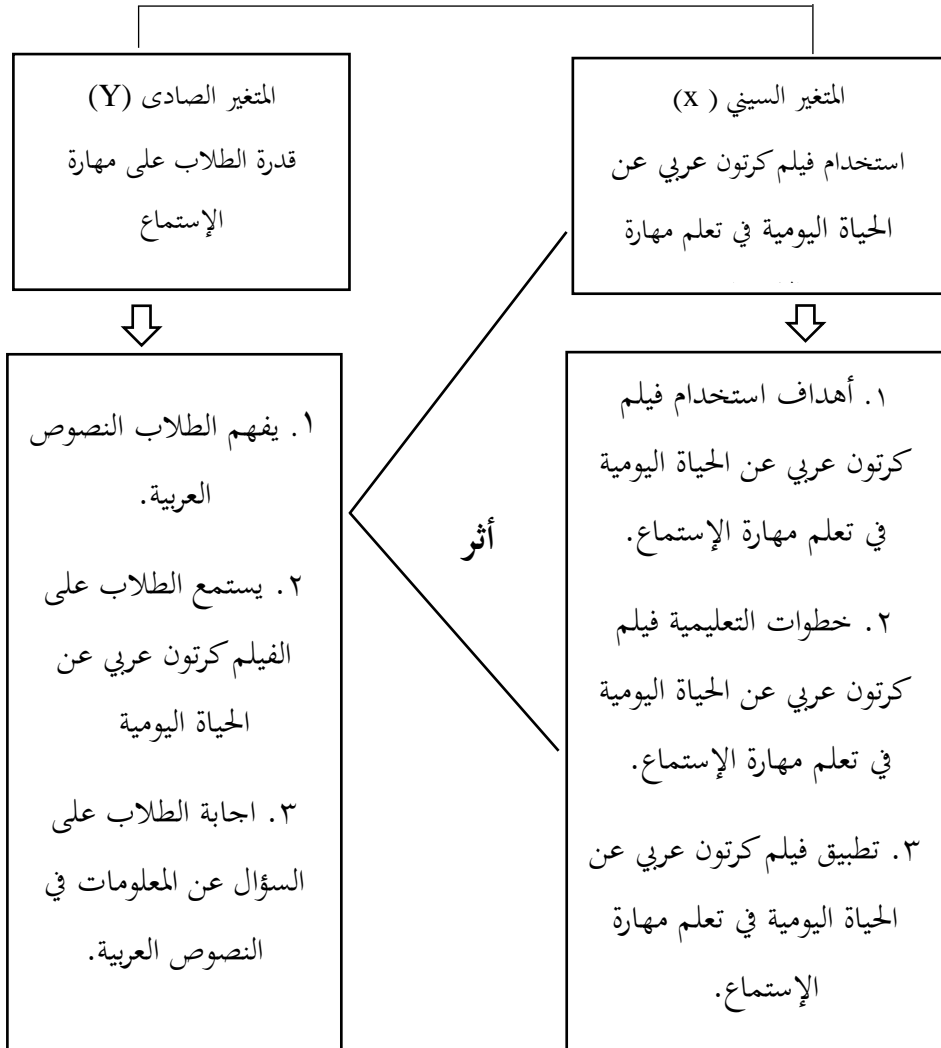 المتغير السيني ( x)
استخدام فيلم كرتون عربي عن
الحياة اليومية في تعلم مهارة
المتغير الصادى (Y)
قدرة الطلاب على مهارة
الإستماع
١. أهداف استخدام فيلم
كرتون عربي عن الحياة اليومية
في تعلم مهارة الإستماع.
٢. خطوات التعليمية فيلم
كرتون عربي عن الحياة اليومية
في تعلم مهارة الإستماع.
٣. تطبيق فيلم كرتون عربي عن
الحياة اليومية في تعلم مهارة
الإستماع.
أثر
١. يفهم الطلاب النصوص
العربية.
٢. يستمع الطلاب على
الفيلم كرتون عربي عن
الحياة اليومية
٣. اجابة الطلاب على
السؤال عن المعلومات في
النصوص العربية.